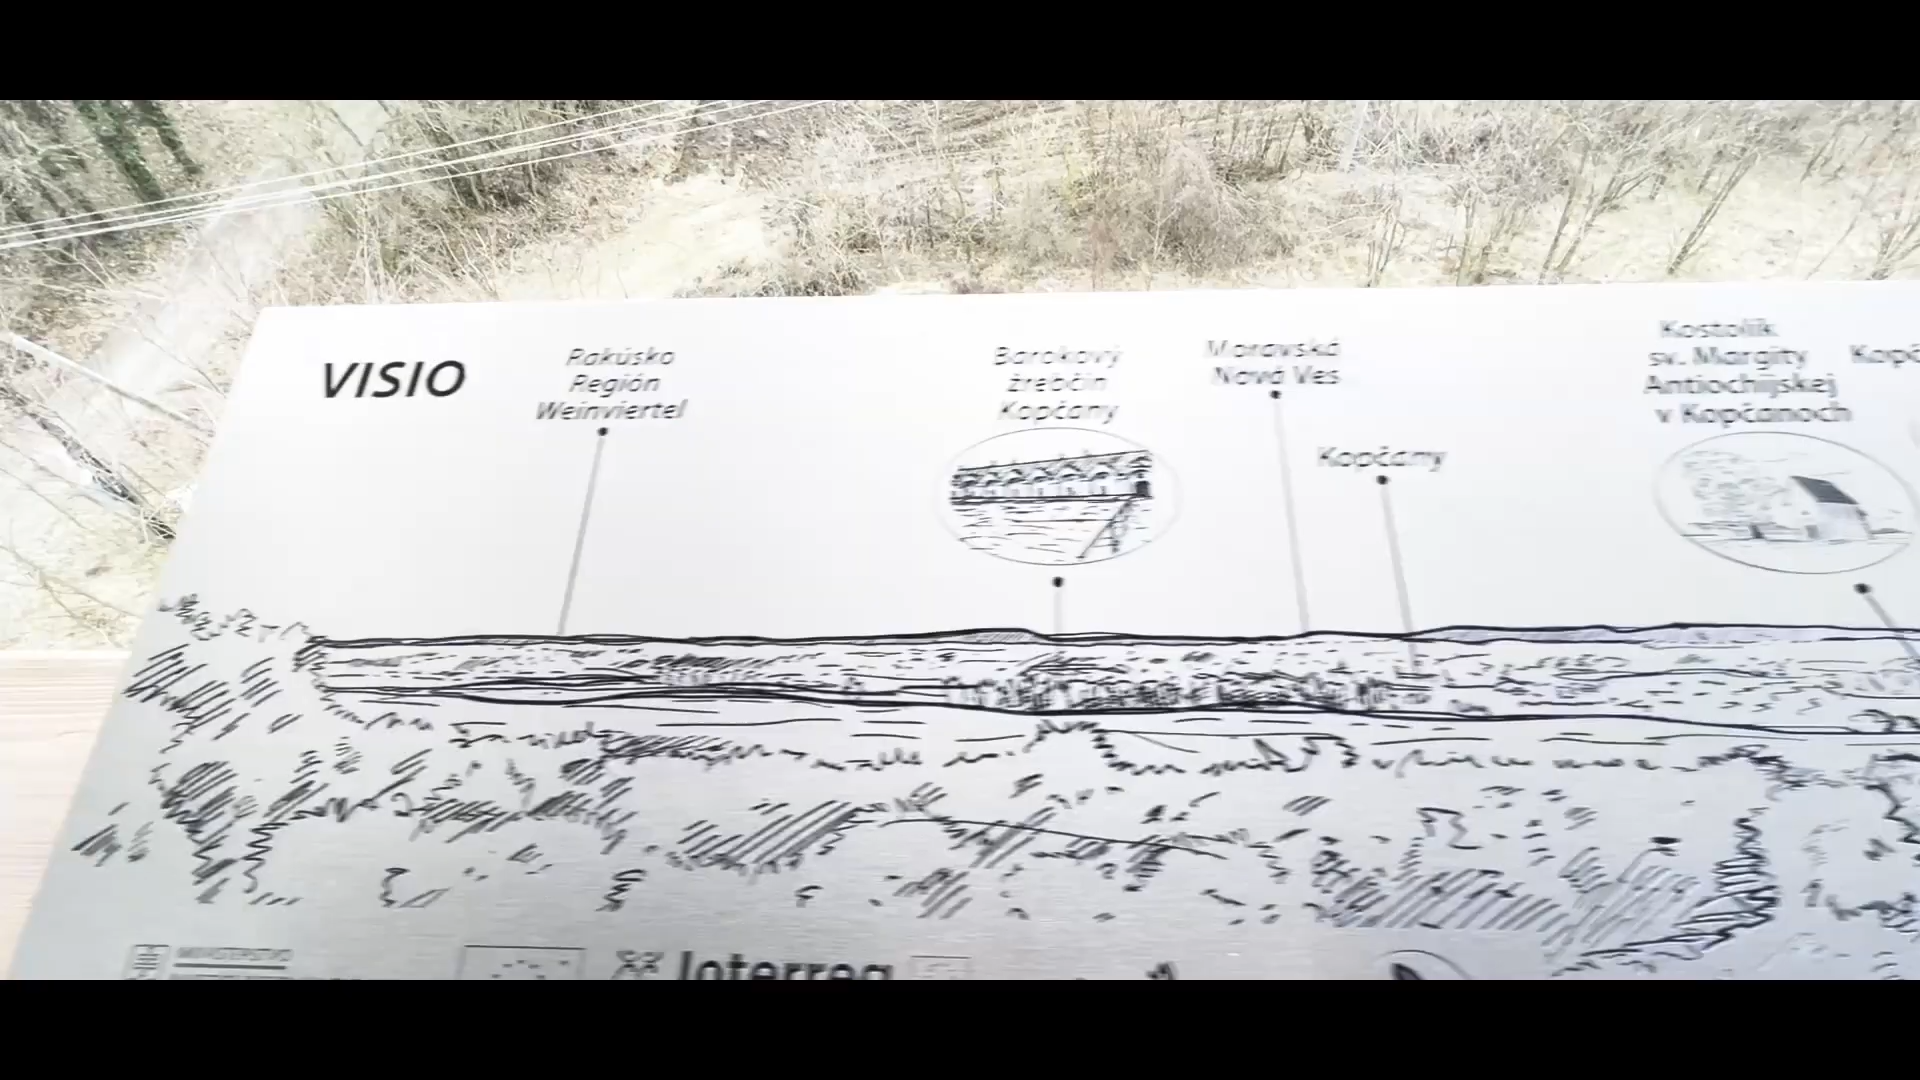 VISIO
Rakúsko
Región
Weinviertel
Barokový
žrebčín
Kopčany
Moravská
Nová Ves
Kopčany
Kostolík
sv. Margity
Antiochijskej
v Kopčanoch
Interreg